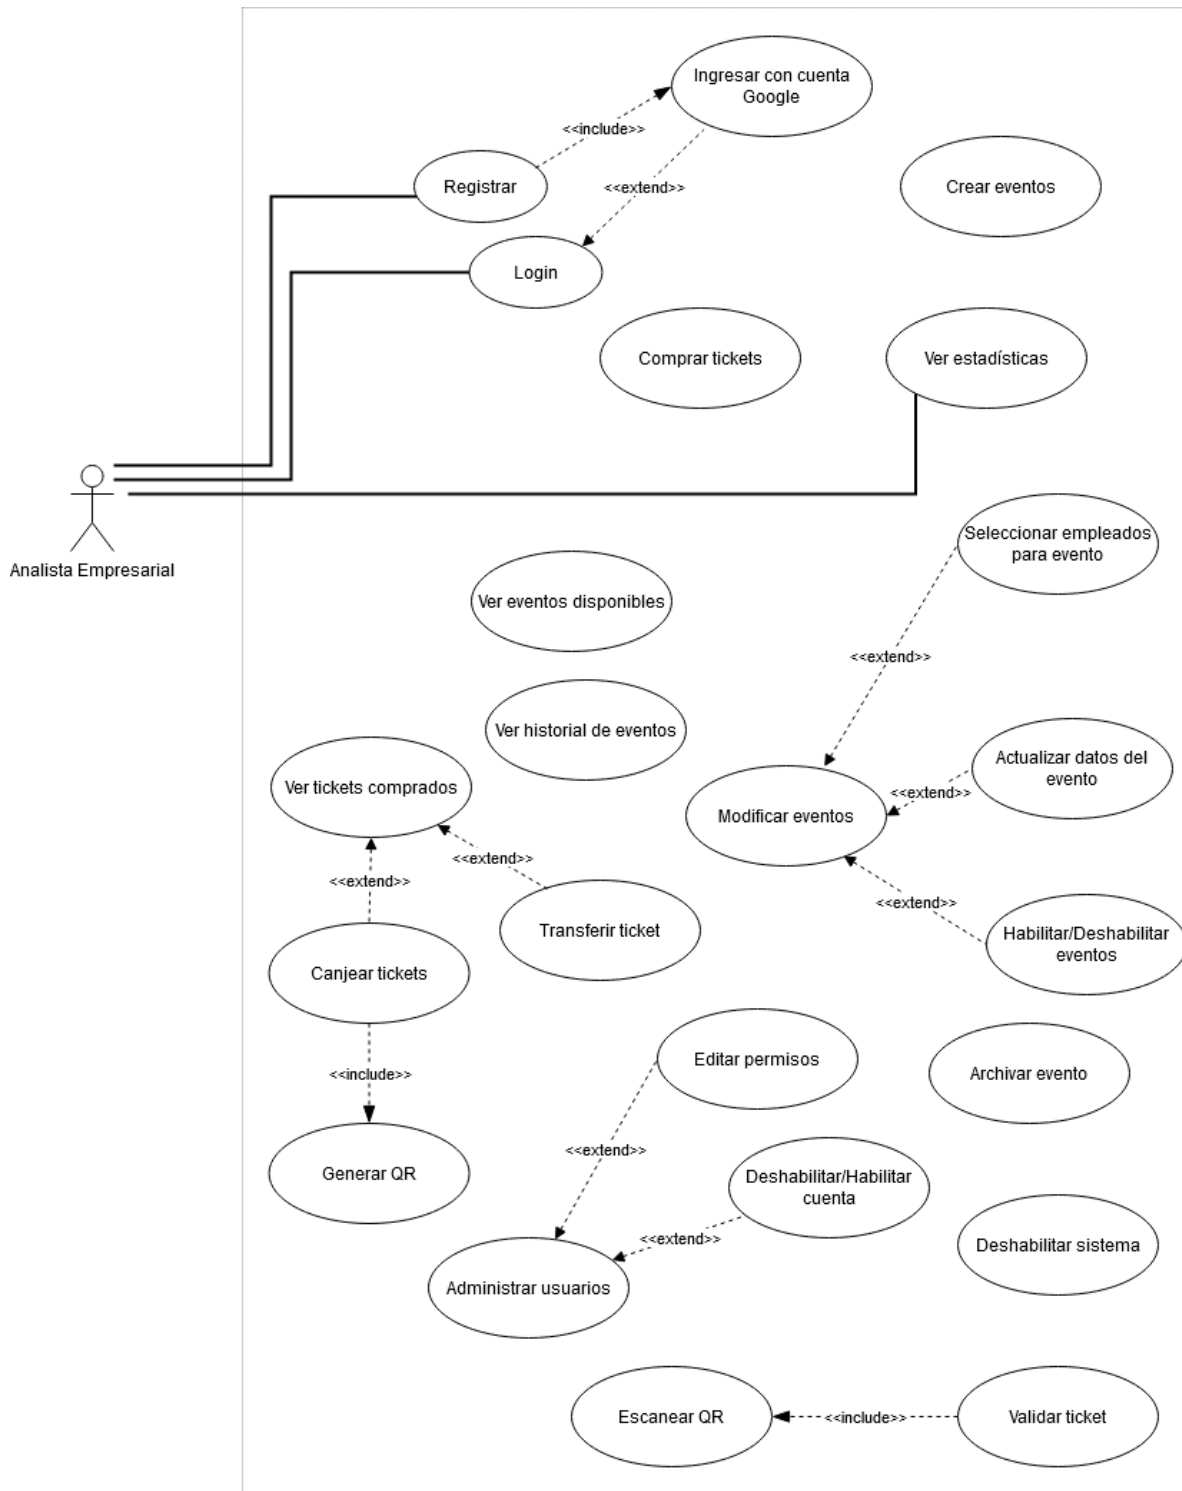 Ingresar con cuenta
Google
<<include>>
Registrar
<<extend>>
Crear eventos
Login
Comprar tickets
Ver estadísticas
Analista Empresarial
Seleccionar empleados
para evento
Ver eventos disponibles
<<extend>>
Ver historial de eventos
Ver tickets comprados
Actualizar datos del
evento
<<extend>>
Modificar eventos
<<extend>>
<<extend>>
<<extend>>
Transferir ticket
Habilitar/Deshabilitar
eventos
Canjear tickets
Editar permisos
Archivar evento
<<include>>
<<extend>>
Generar QR
Deshabilitar/Habilitar
cuenta
<<extend>>
Deshabilitar sistema
Administrar usuarios
Escanear QR
<<include>>
Validar ticket